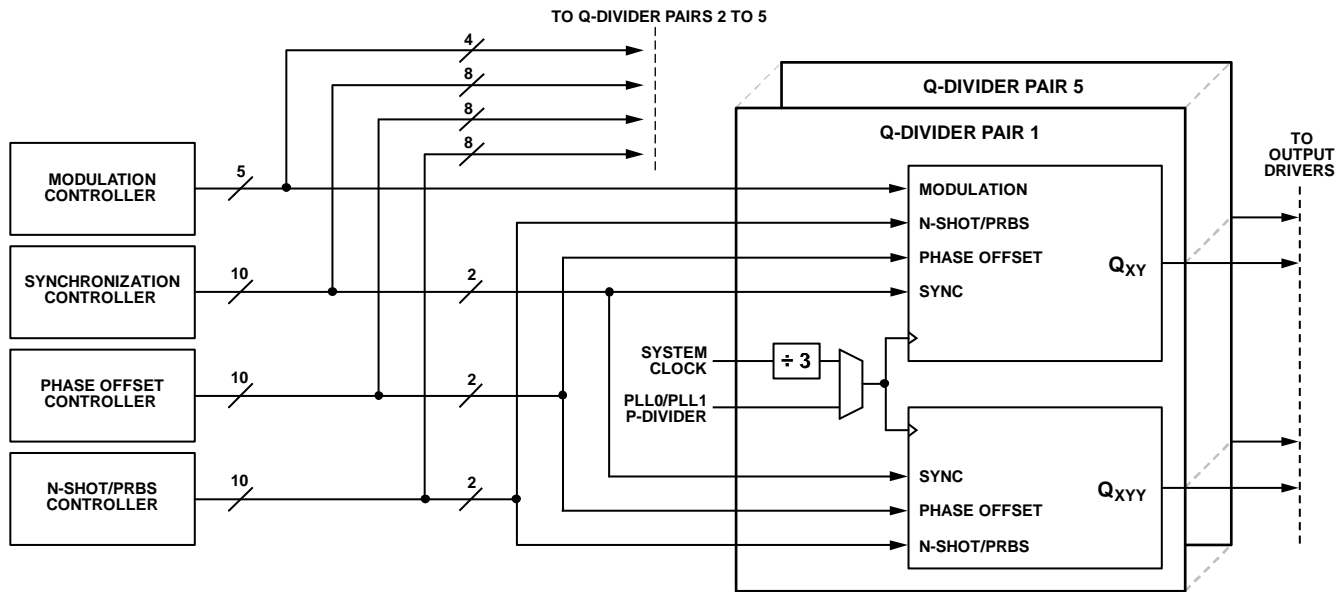 TO Q-DIVIDER PAIRS 2 TO 5
4
8
8
8
MODULATION
CONTROLLER
5
SYNCHRONIZATION
CONTROLLER
10
2
PHASE OFFSET
CONTROLLER
10
2
N-SHOT/PRBS
CONTROLLER
10
2
Q-DIVIDER PAIR 5
Q-DIVIDER PAIR 1
MODULATION
N-SHOT/PRBS
PHASE OFFSET
SYNC
QXY
SYSTEM
CLOCK
÷ 3
PLL0/PLL1
P-DIVIDER
SYNC
PHASE OFFSET
N-SHOT/PRBS
QXYY
TO
OUTPUT
DRIVERS